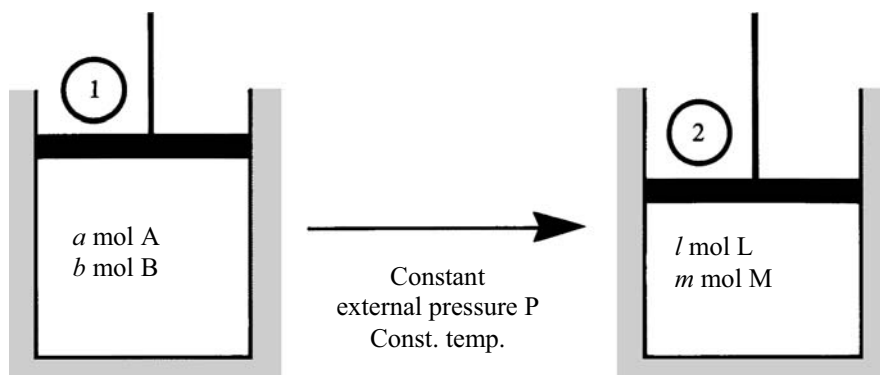 1
a mol A
b mol B
Constant
external pressure P
Const. temp.
2
l mol L
m mol M